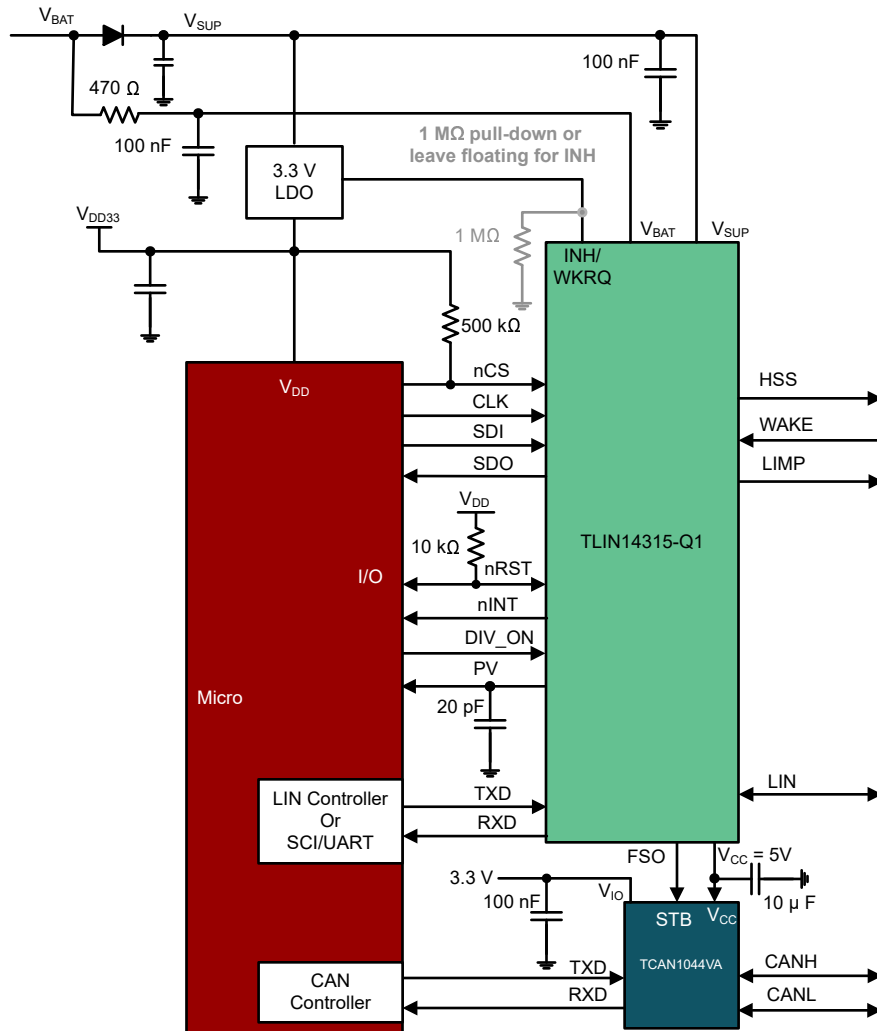 VBAT
VSUP
100 nF
470 Ω
100 nF
1 MΩ pull-down or
leave floating for INH
3.3 V
LDO
VDD33
1 MΩ
VBAT
VSUP
INH/
WKRQ
500 kΩ
VDD
nCS
HSS
CLK
WAKE
SDI
LIMP
SDO
VDD
TLIN14315-Q1
10 kΩ
nRST
I/O
nINT
DIV_ON
PV
Micro
20 pF
LIN
TXD
LIN Controller
Or
SCI/UART
RXD
FSO
VCC = 5V
3.3 V
VIO
100 nF
10 µ F
STB
VCC
TCAN1044VA
TXD
CANH
CAN
Controller
RXD
CANL